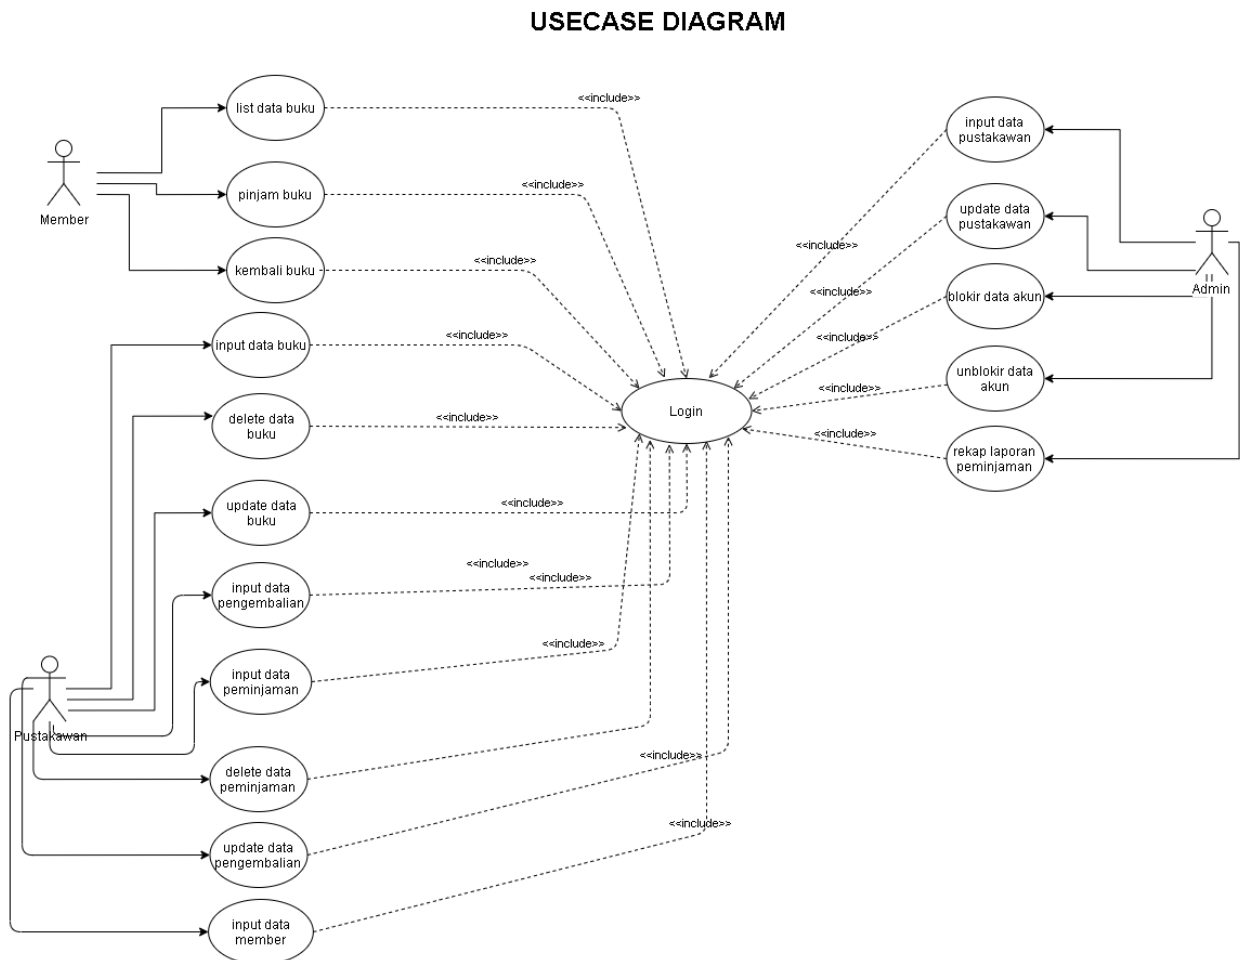 USECASE DIAGRAM
list data buku
<<include>>
pinjam buku
<<include>>
Member
kembali buku
<<include>>
input data buku
<<include>>
delete data
buku
<<include>>
update data
buku
<<include>>
input data
pengembalian
<<include>>
<<include>>
input data
peminjaman
<<include>>
Pustakawan
delete data
peminjaman
update data
pengembalian
<<include>>
input data
member
<<include>>
Login
input data
pustakawan
<<include>>
update data
pustakawan
<<include>>
Admin
blokir data akun
<<include>>
unblokir data
akun
<<include>>
rekap laporan
peminjaman
<<include>>